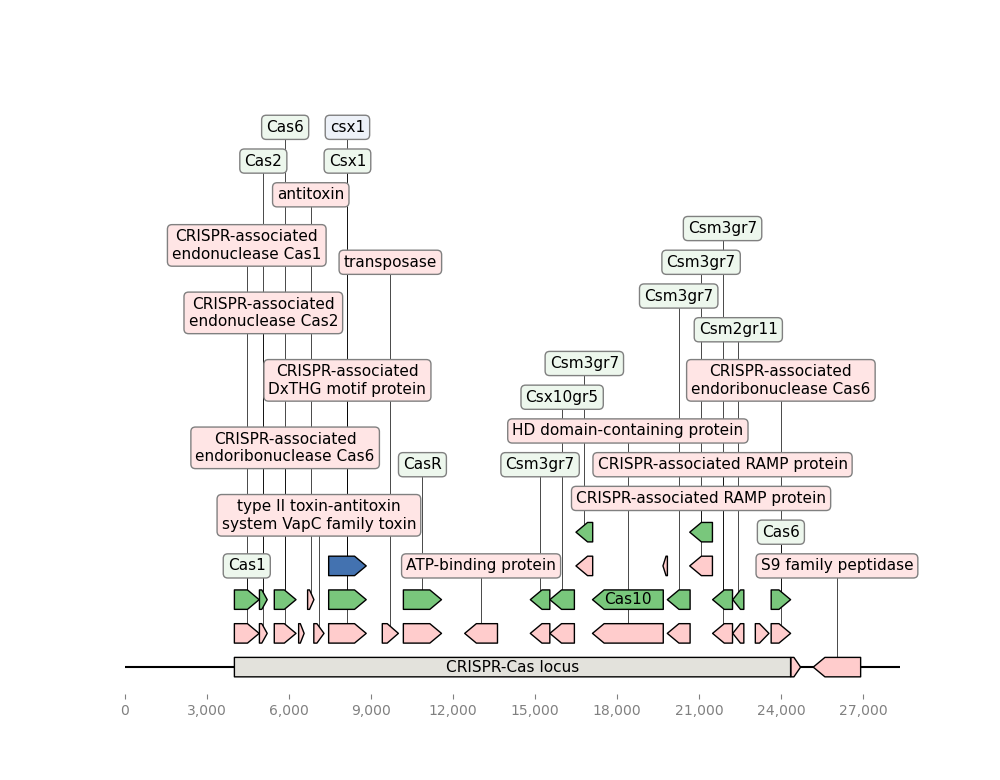 Cas6
csx1
Cas2
Csx1
antitoxin
Csm3gr7
CRISPR-associated
endonuclease Cas1
transposase
Csm3gr7
Csm3gr7
CRISPR-associated
endonuclease Cas2
Csm2gr11
Csm3gr7
CRISPR-associated
DxTHG motif protein
CRISPR-associated
endoribonuclease Cas6
Csx10gr5
HD domain-containing protein
CRISPR-associated
endoribonuclease Cas6
CasR
Csm3gr7
CRISPR-associated RAMP protein
CRISPR-associated RAMP protein
type II toxin-antitoxin
system VapC family toxin
Cas6
Cas1
ATP-binding protein
S9 family peptidase
Cas10
CRISPR-Cas locus
0
3,000
6,000
9,000
12,000
15,000
18,000
21,000
24,000
27,000